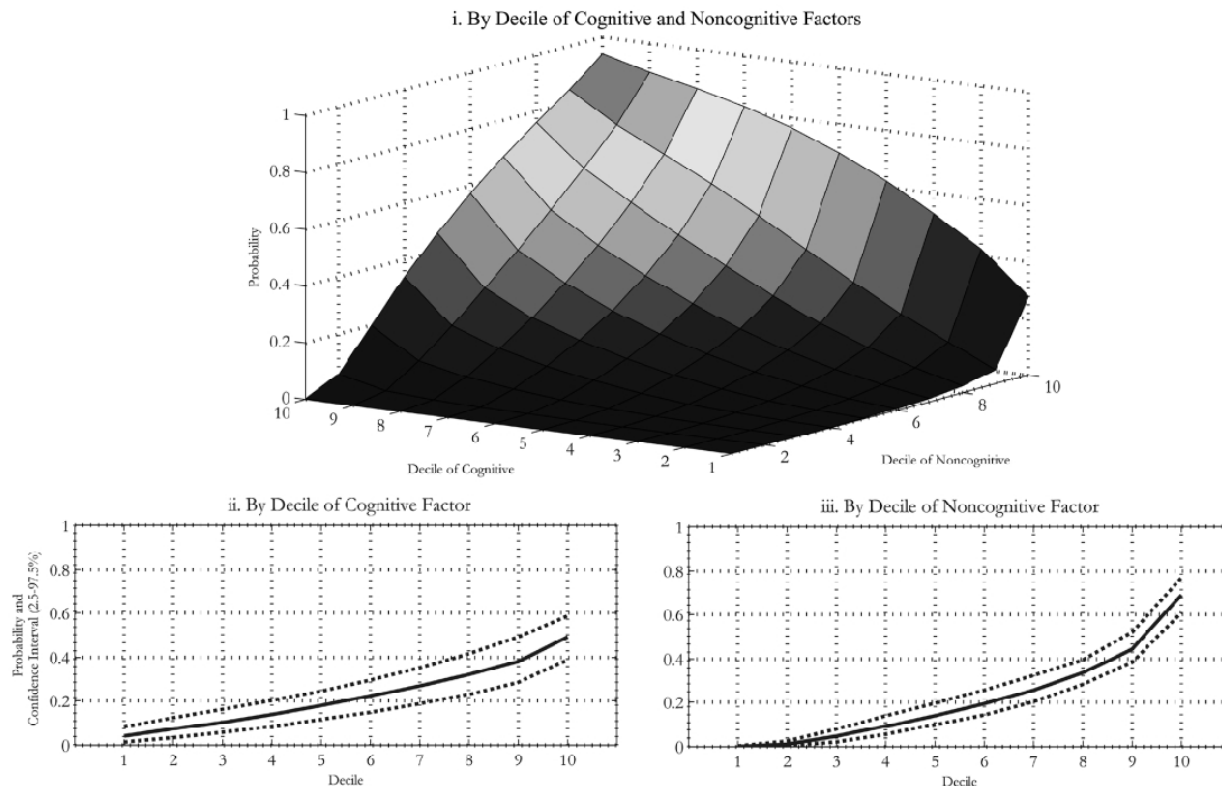 i. By Decile of Cognitive and Noncognitive Factors
1
0.8
0.6
0.4
0.2
0
Probability
10
9
8
7
6
5
4
3
2
1
Decile of Cognitive
2
4
6
8
10
Decile of Noncognitive
ii. By Decile of Cognitive Factor
Probability and
Confidence Interval (2.5-97.5%)
1
0.8
0.6
0.4
0.2
0
1 2 3 4 5 6 7 8 9 10
Decile
iii. By Decile of Noncognitive Factor
1
0.8
0.6
0.4
0.2
0
1 2 3 4 5 6 7 8 9 10
Decile